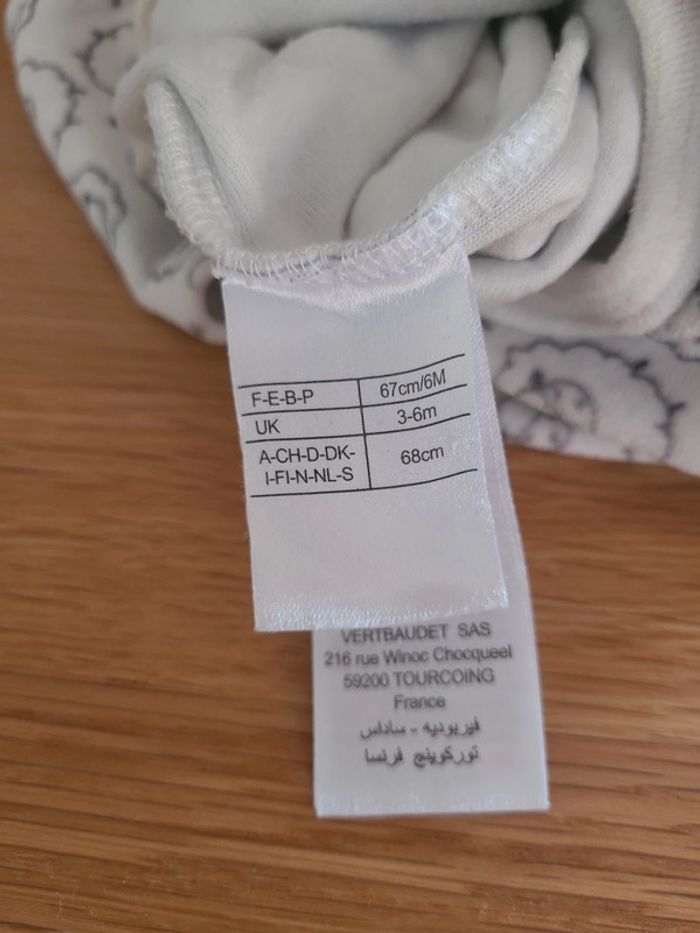 F-E-B-P 67cm/6M
UK 3-6m
A-CH-D-DK-
I-FI-N-NL-S 68cm
VERTBAUDET SAS
216 rue Winoc Chocqueel
59200 TOURCOING
France
فيربوديه - ساداس
توركوينج فرنسا